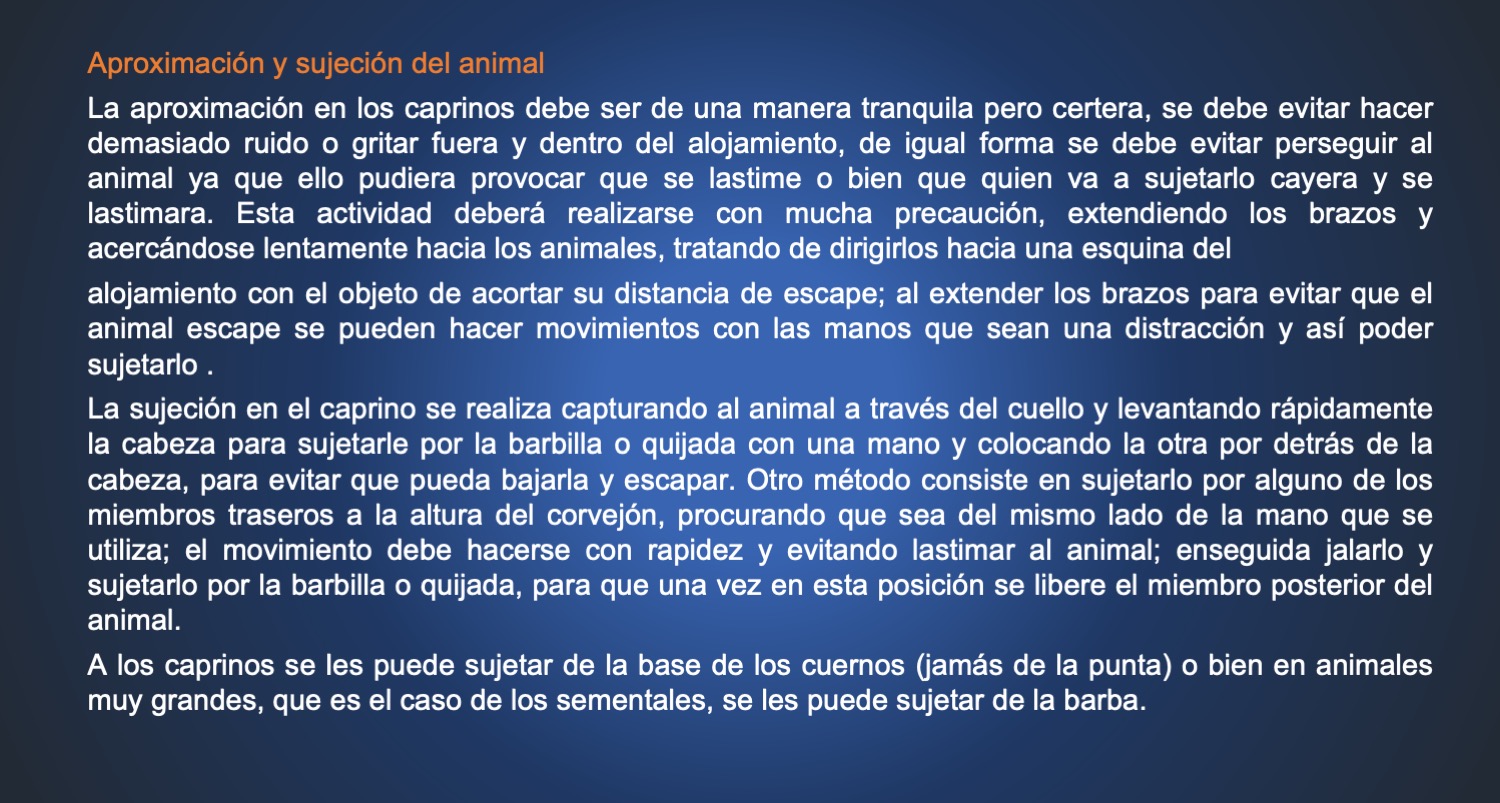 Aproximación y sujeción del animal
La aproximación en los caprinos debe ser de una manera tranquila pero certera, se debe evitar hacer
demasiado ruido o gritar fuera y dentro del alojamiento, de igual forma se debe evitar perseguir al
animal ya que ello pudiera provocar que se lastime o bien que quien va a sujetarlo cayera y se
lastimara. Esta actividad deberá realizarse con mucha precaución, extendiendo los brazos y
acercándose lentamente hacia los animales, tratando de dirigirlos hacia una esquina del
alojamiento con el objeto de acortar su distancia de escape; al extender los brazos para evitar que el
animal escape se pueden hacer movimientos con las manos que sean una distracción y así poder
sujetarlo .
La sujeción en el caprino se realiza capturando al animal a través del cuello y levantando rápidamente
la cabeza para sujetarle por la barbilla o quijada con una mano y colocando la otra por detrás de la
cabeza, para evitar que pueda bajarla y escapar. Otro método consiste en sujetarlo por alguno de los
miembros traseros a la altura del corvejón, procurando que sea del mismo lado de la mano que se
utiliza; el movimiento debe hacerse con rapidez y evitando lastimar al animal; enseguida jalarlo y
sujetarlo por la barbilla o quijada, para que una vez en esta posición se libere el miembro posterior del
animal.
A los caprinos se les puede sujetar de la base de los cuernos (jamás de la punta) o bien en animales
muy grandes, que es el caso de los sementales, se les puede sujetar de la barba.